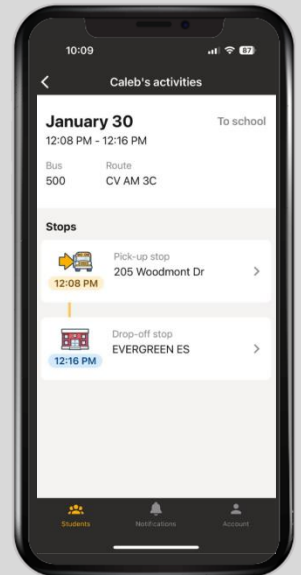 10:09
87
Caleb's activities
January 30
To school
12:08 PM - 12:16 PM
Bus
Route
500
CV AM 3C
Stops
Pick-up stop
205 Woodmont Dr
12:08 PM
Drop-off stop
EVERGREEN ES
12:16 PM
Students
Notifications
Account